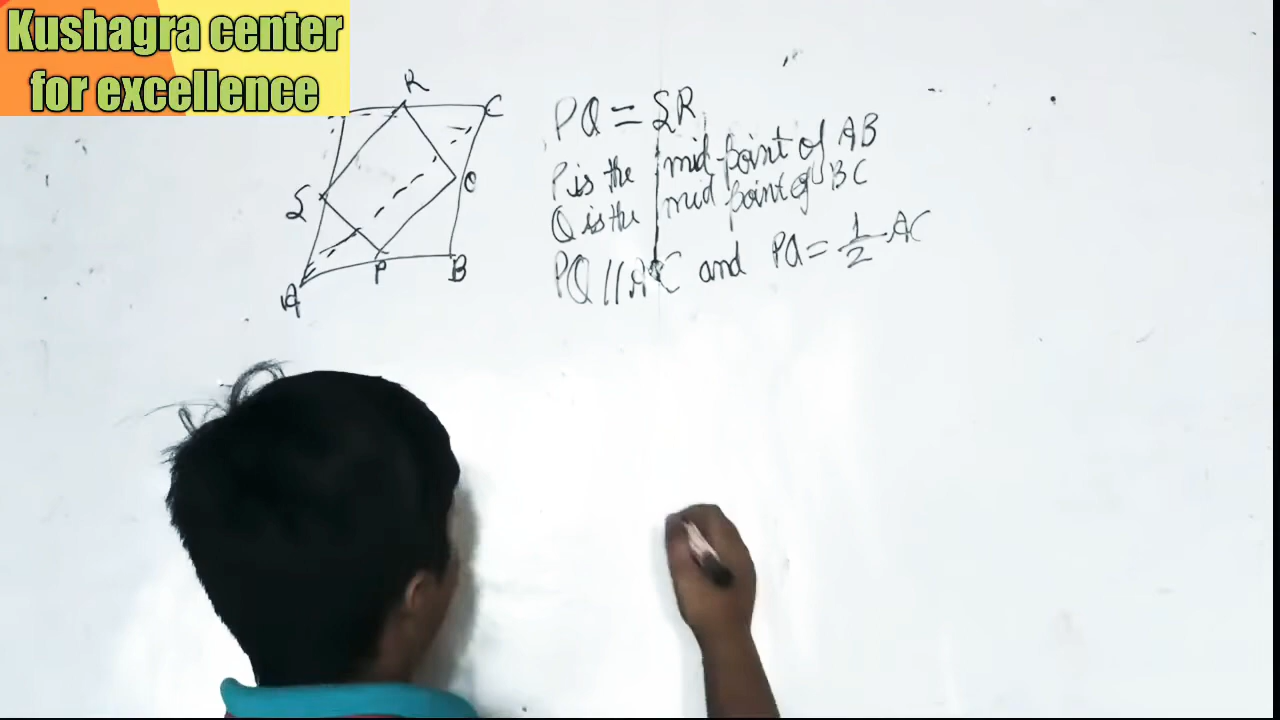 Kushagra center
for excellence
R
C
S
Q
A
P
B
PQ = SR
P is the mid-point of AB
Q is the mid point of BC
PQ // AC and PQ = 1/2 AC